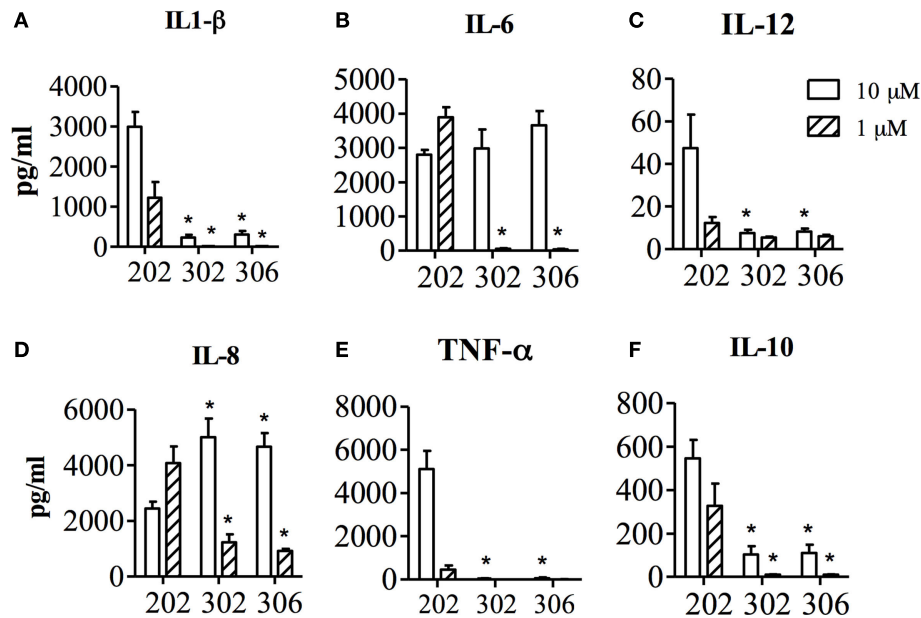 A IL1-β
4000
3000
2000
1000
0
pg/ml
* * * *
202 302 306
B IL-6
5000
4000
3000
2000
1000
0
* *
202 302 306
C IL-12
80
60
40
20
0
* *
202 302 306
10 μM
1 μM
D IL-8
6000
4000
2000
0
pg/ml
* * * *
202 302 306
E TNF-α
8000
6000
4000
2000
0
* *
202 302 306
F IL-10
800
600
400
200
0
* * * *
202 302 306